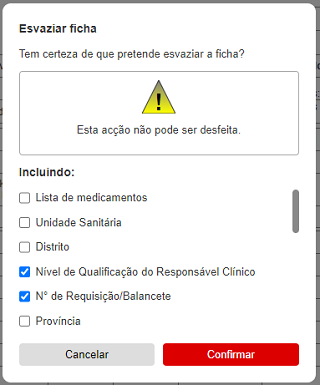 Esvaziar ficha
Tem certeza de que pretende esvaziar a ficha?
Esta acção não pode ser desfeita.
Incluindo:
Lista de medicamentos
Unidade Sanitária
Distrito
Nível de Qualificação do Responsável Clínico
N° de Requisição/Balancete
Província
Cancelar
Confirmar